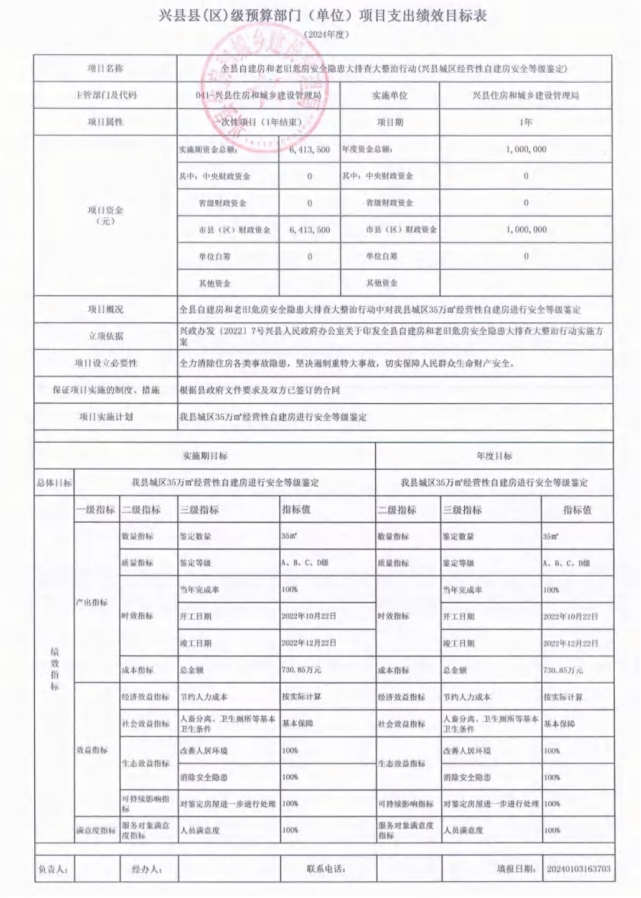 兴县县(区)级预算部门（单位）项目支出绩效目标表
（2024年度）
项目名称 全县自建房和老旧危房安全隐患大排查大整治行动(兴县城区经营性自建房安全等级鉴定)
主管部门及代码 041-兴县住房和城乡建设管理局 实施单位 兴县住房和城乡建设管理局
项目属性 一次性项目（1年结束） 项目期 1年
项目资金
（元）
实施期资金总额: 6,413,500 年度资金总额: 1,000,000
其中: 中央财政资金 0 其中: 中央财政资金 0
省级财政资金 0 省级财政资金 0
市县（区）财政资金 6,413,500 市县（区）财政资金 1,000,000
单位自筹 0 单位自筹 0
其他资金 其他资金
项目概况 全县自建房和老旧危房安全隐患大排查大整治行动中对我县城区35万㎡经营性自建房进行安全等级鉴定
立项依据 兴政办发〔2022〕7号兴县人民政府办公室关于印发全县自建房和老旧危房安全隐患大排查大整治行动实施方
案
项目设立必要性 全力消除住房各类事故隐患，坚决遏制重特大事故，切实保障人民群众生命财产安全。
保证项目实施的制度、措施 根据县政府文件要求及双方已签订的合同
项目实施计划 我县城区35万㎡经营性自建房进行安全等级鉴定
实施期目标 年度目标
总体目标 我县城区35万㎡经营性自建房进行安全等级鉴定 我县城区35万㎡经营性自建房进行安全等级鉴定
绩效指标
一级指标 二级指标 三级指标 指标值 二级指标 三级指标 指标值
产出指标
数量指标 鉴定数量 35㎡ 数量指标 鉴定数量 35㎡
质量指标 鉴定等级 A、B、C、D级 质量指标 鉴定等级 A、B、C、D级
时效指标 当年完成率 100% 时效指标 当年完成率 100%
开工日期 2022年10月22日 开工日期 2022年10月22日
竣工日期 2022年12月22日 竣工日期 2022年12月22日
成本指标 总金额 730.85万元 成本指标 总金额 730.85万元
效益指标
经济效益指标 节约人力成本 按实际计算 经济效益指标 节约人力成本 按实际计算
社会效益指标 人畜分离、卫生厕所等基本卫生条件 基本保障 社会效益指标 人畜分离、卫生厕所等基本卫生条件 基本保障
生态效益指标 改善人居环境 100% 生态效益指标 改善人居环境 100%
消除安全隐患 100% 消除安全隐患 100%
可持续影响指标 对鉴定房屋进一步进行处理 100% 可持续影响指标 对鉴定房屋进一步进行处理 100%
满意度指标 服务对象满意度指标 人员满意度 100% 服务对象满意度指标 人员满意度 100%
负责人: 经办人: 联系电话: 填报日期: 20240103163703